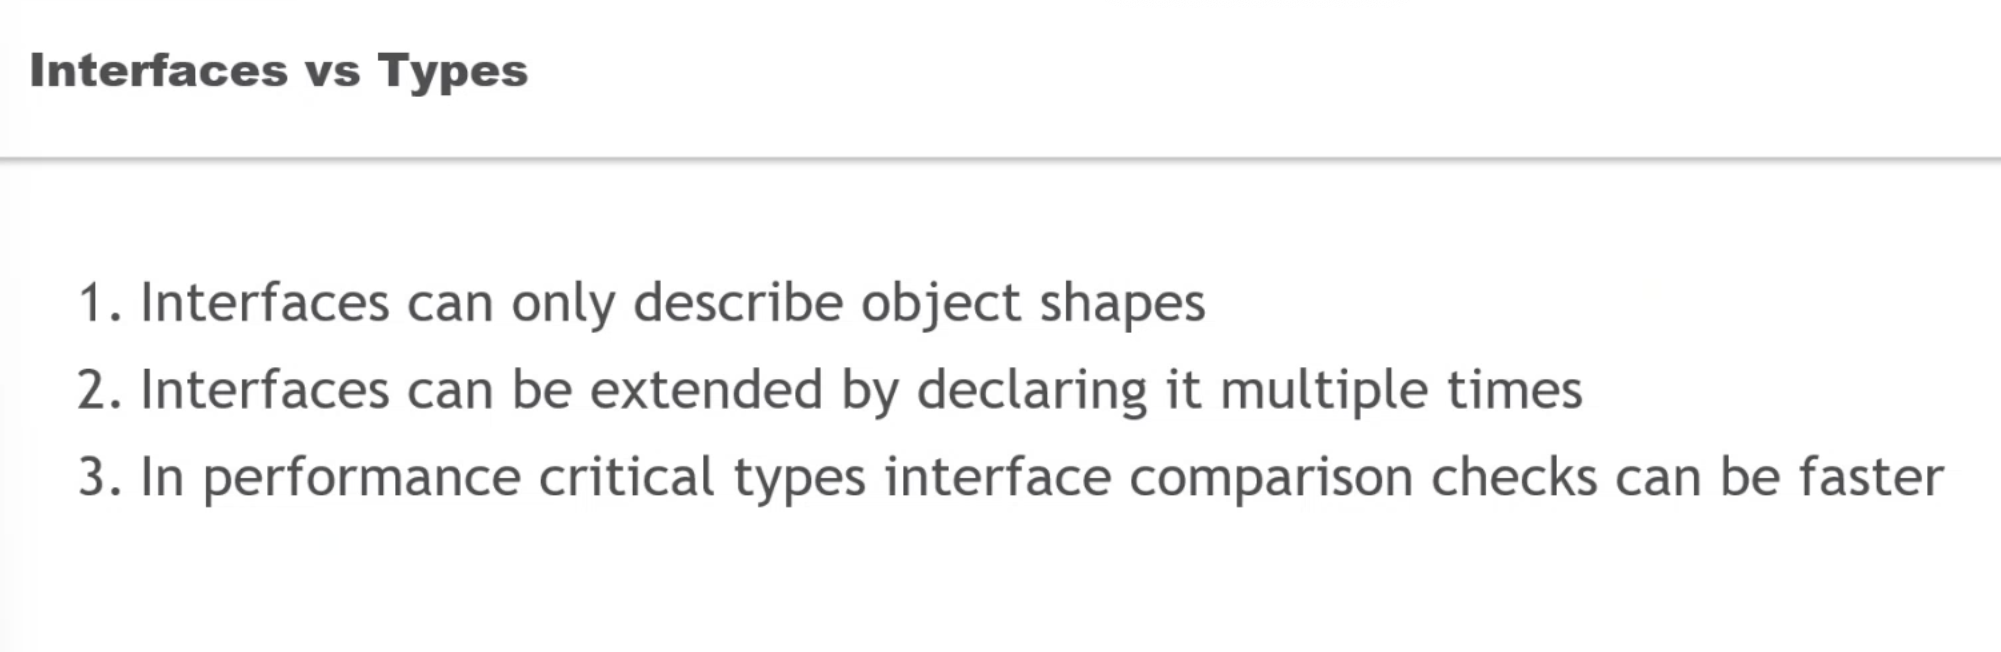 Interfaces vs Types
1. Interfaces can only describe object shapes
2. Interfaces can be extended by declaring it multiple times
3. In performance critical types interface comparison checks can be faster